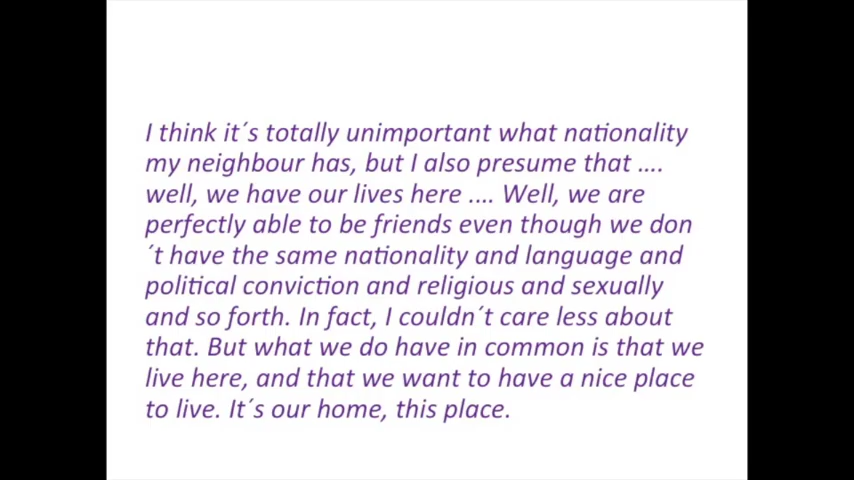 I think it´s totally unimportant what nationality
my neighbour has, but I also presume that ….
well, we have our lives here …. Well, we are
perfectly able to be friends even though we don
´t have the same nationality and language and
political conviction and religious and sexually
and so forth. In fact, I couldn´t care less about
that. But what we do have in common is that we
live here, and that we want to have a nice place
to live. It´s our home, this place.